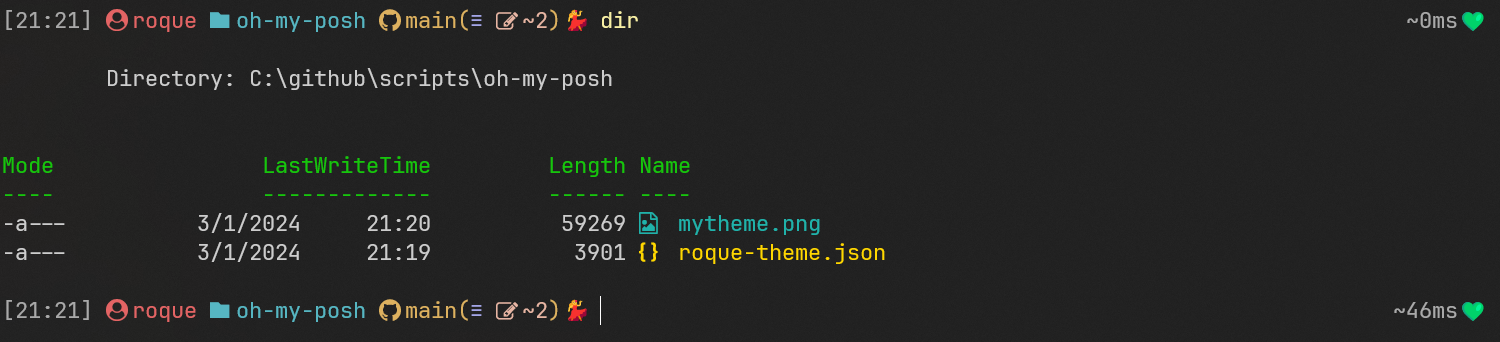 [21:21] roque oh-my-posh main(≡ ~2) dir ~0ms
Directory: C:\github\scripts\oh-my-posh
Mode LastWriteTime Length Name
---- ------------- ------ ----
-a--- 3/1/2024 21:20 59269 mytheme.png
-a--- 3/1/2024 21:19 3901 {} roque-theme.json
[21:21] roque oh-my-posh main(≡ ~2) ~46ms